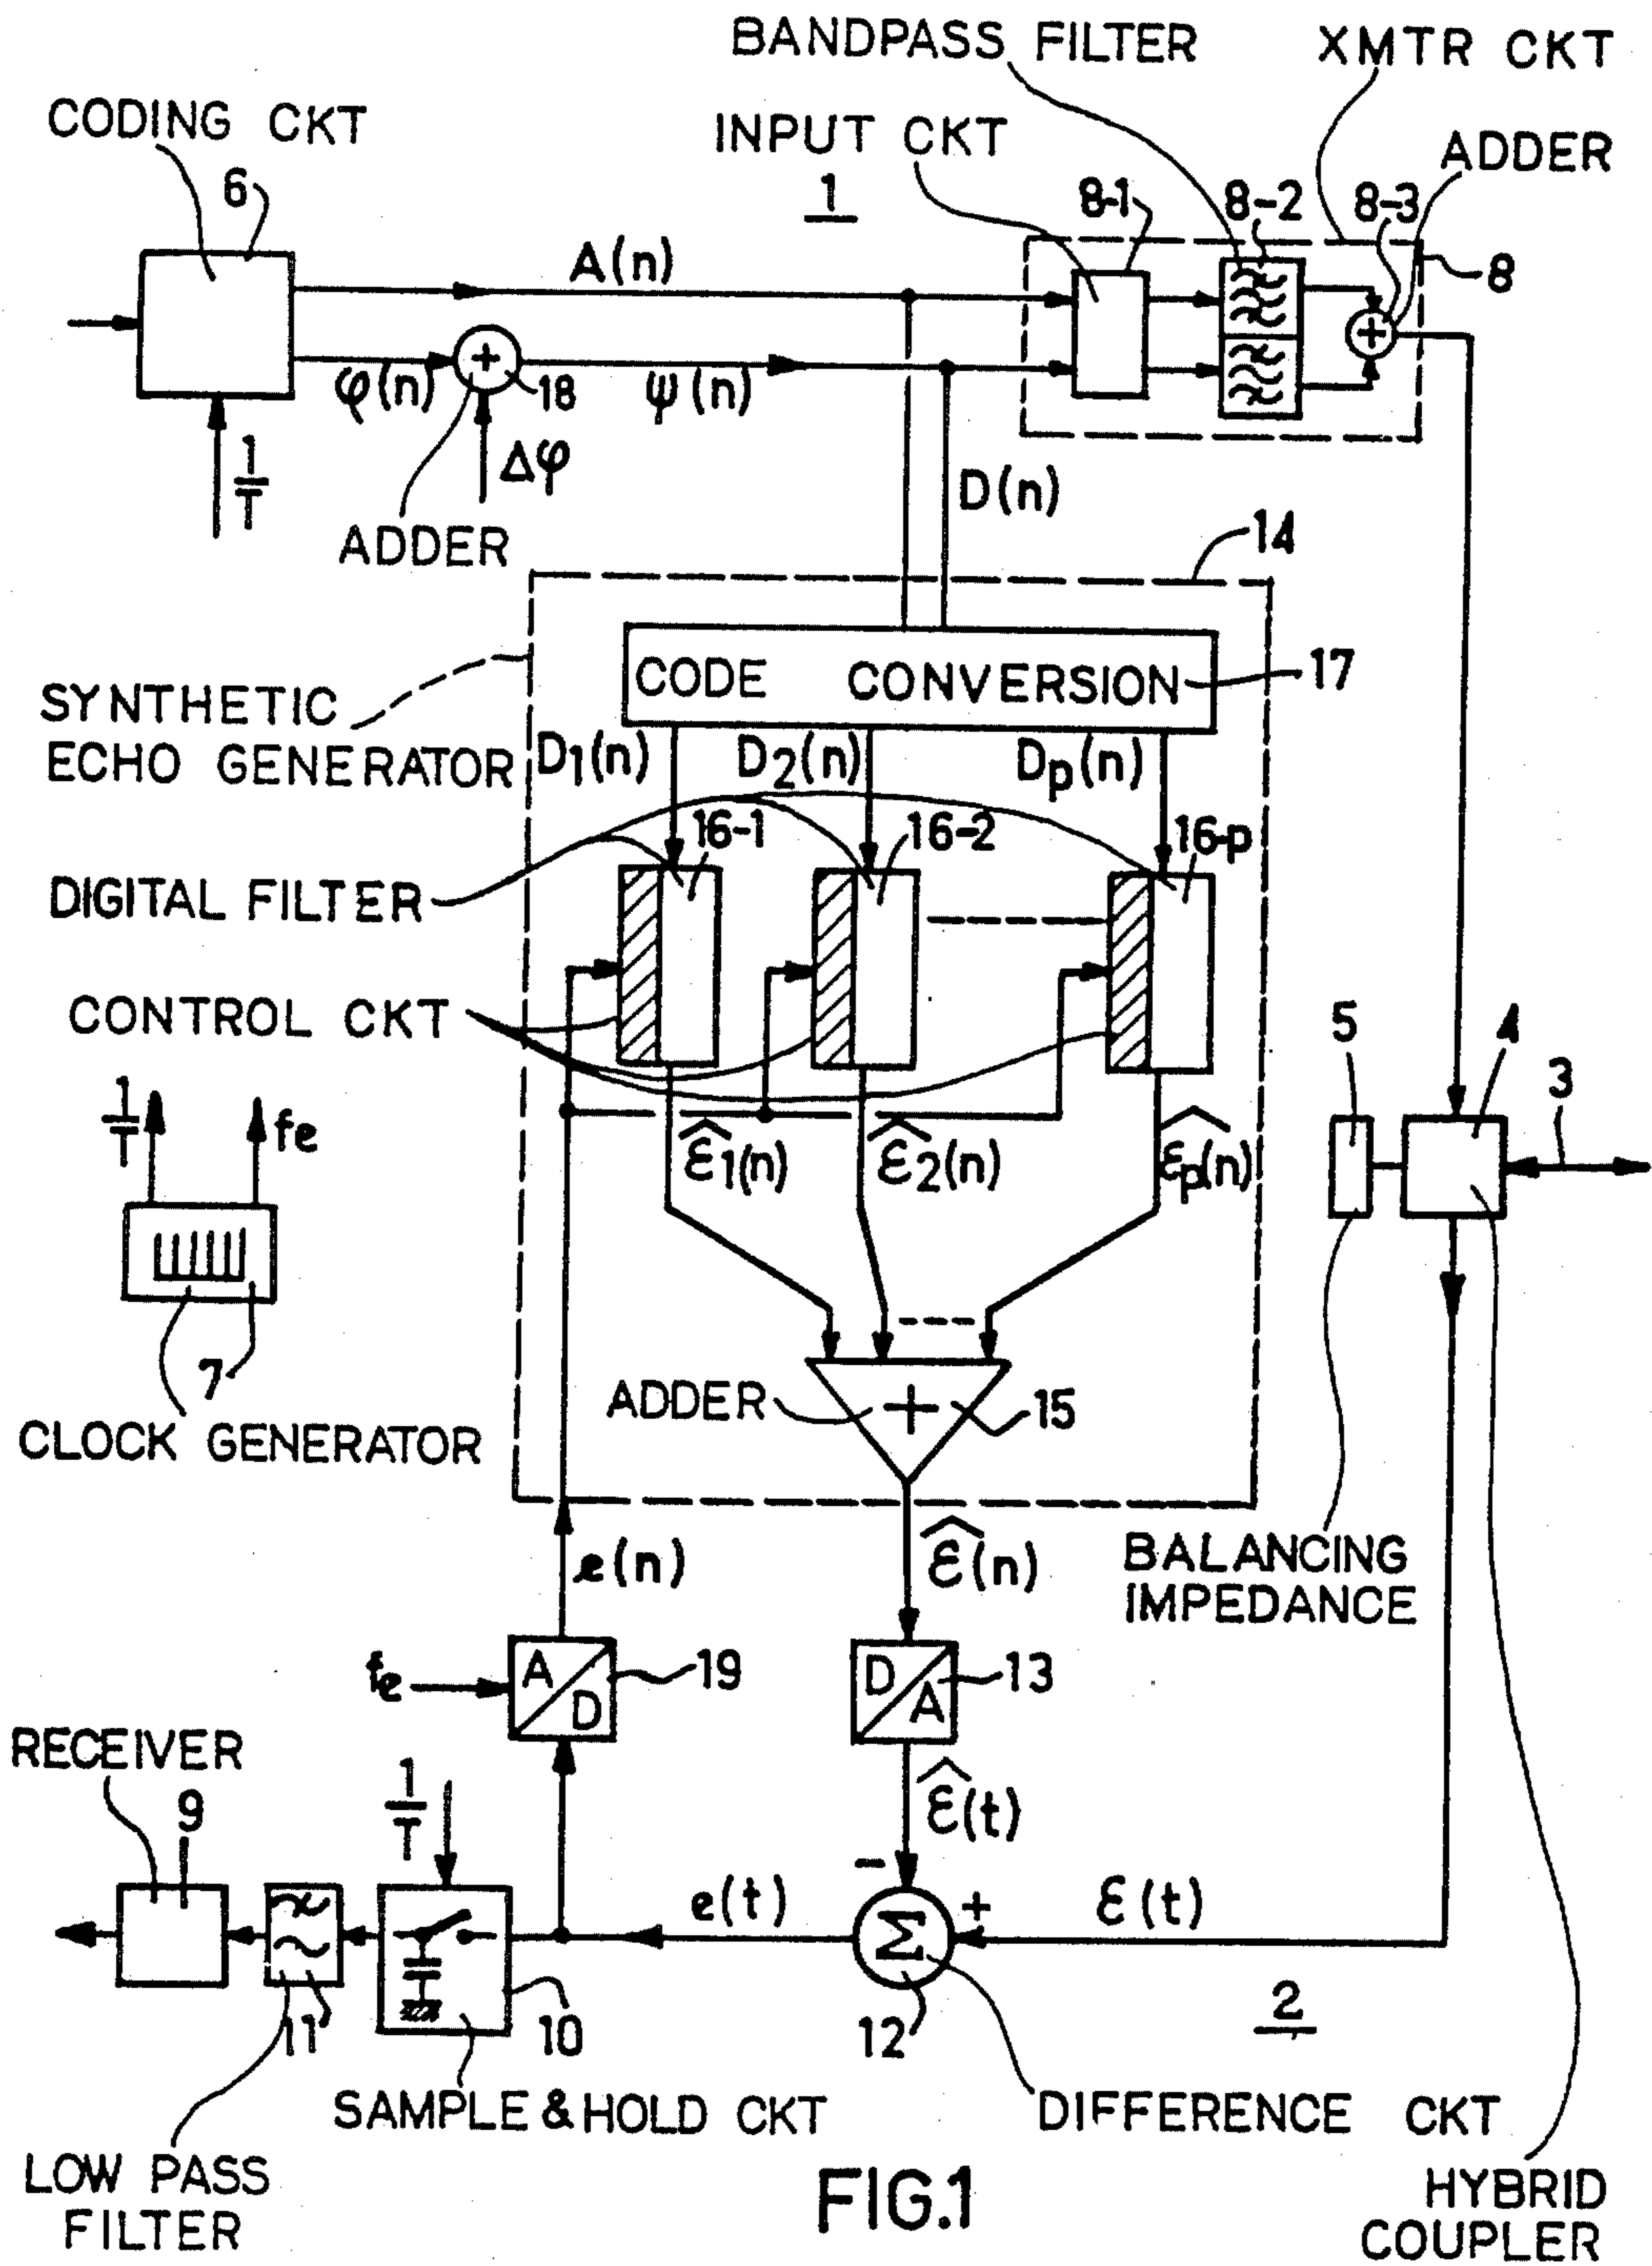 BANDPASS FILTER
XMTR CKT
CODING CKT
INPUT CKT
ADDER
1
6
8-1
8-2
8-3
8
A(n)
+
φ(n)
+
18
ψ(n)
1/T
Δφ
D(n)
ADDER
14
CODE CONVERSION
17
SYNTHETIC
ECHO GENERATOR
D1(n)
D2(n)
Dp(n)
16-1
16-2
16-p
DIGITAL FILTER
CONTROL CKT
5
4
3
1/T
fe
ε̂1(n)
ε̂2(n)
ε̂p(n)
7
CLOCK GENERATOR
ADDER
+
15
e(n)
ε̂(n)
BALANCING
IMPEDANCE
fe
A/D
19
D/A
13
RECEIVER
9
1/T
ε̂(t)
-
e(t)
Σ
+
ε(t)
11
10
12
2
SAMPLE & HOLD CKT
DIFFERENCE CKT
LOW PASS
FILTER
FIG.1
HYBRID
COUPLER